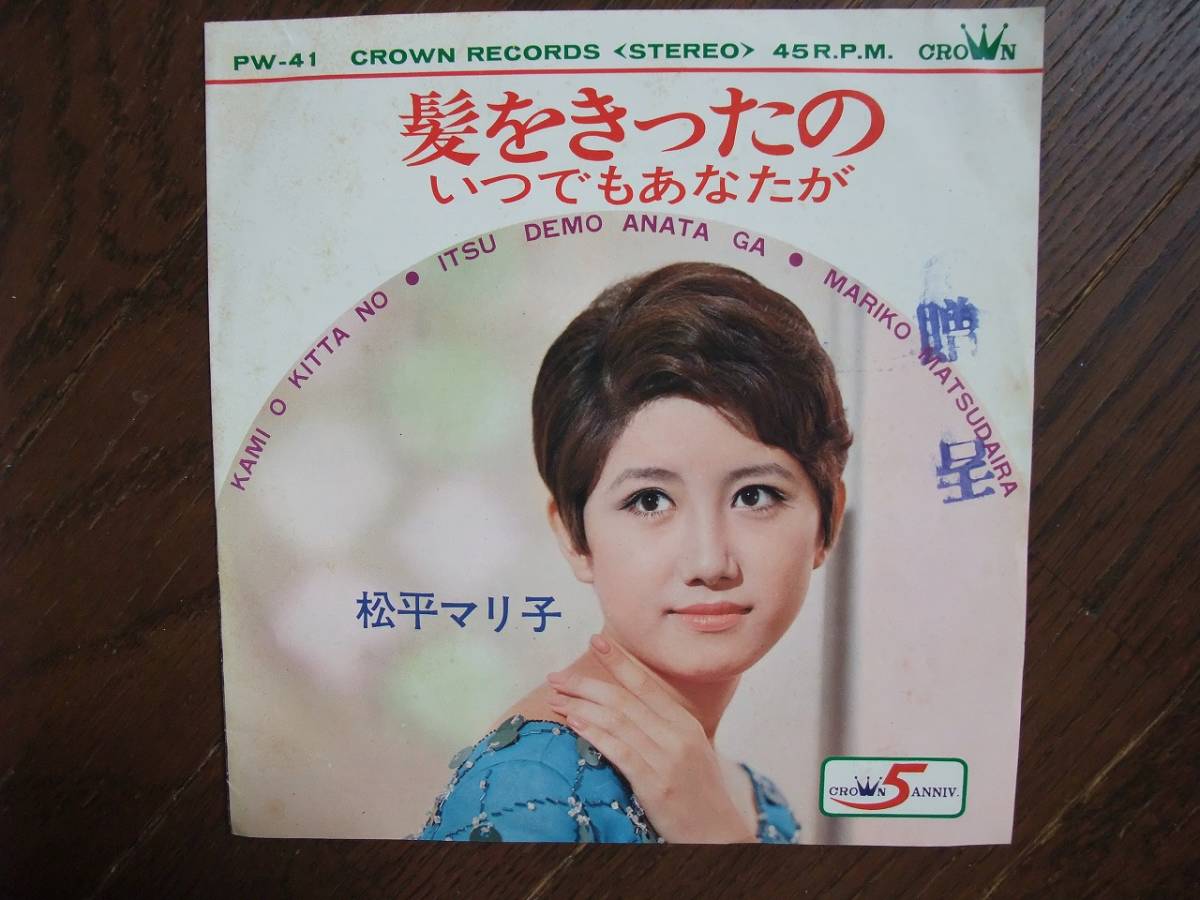 PW-41 CROWN RECORDS <STEREO> 45 R.P.M. CROWN
髪をきったの
いつでもあなたが
KAMI O KITTA NO ● ITSU DEMO ANATA GA ● MARIKO MATSUDAIRA
贈呈
松平マリ子
CROWN 5 ANNIV.